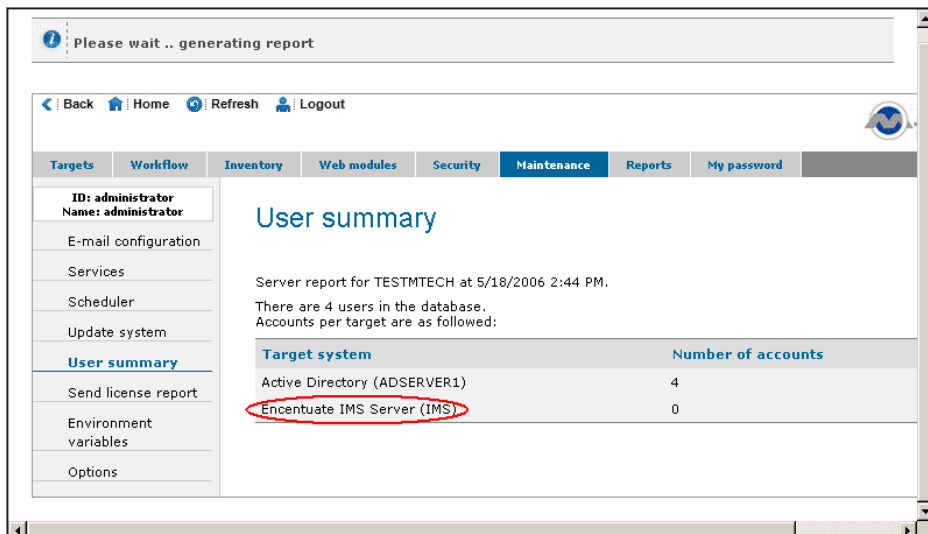 Please wait .. generating report
Back Home Refresh Logout
Targets Workflow Inventory Web modules Security Maintenance Reports My password
ID: administrator
Name: administrator
E-mail configuration
Services
Scheduler
Update system
User summary
Send license report
Environment
variables
Options
User summary
Server report for TESTMTECH at 5/18/2006 2:44 PM.
There are 4 users in the database.
Accounts per target are as followed:
Target system Number of accounts
Active Directory (ADSERVER1) 4
Encentuate IMS Server (IMS) 0